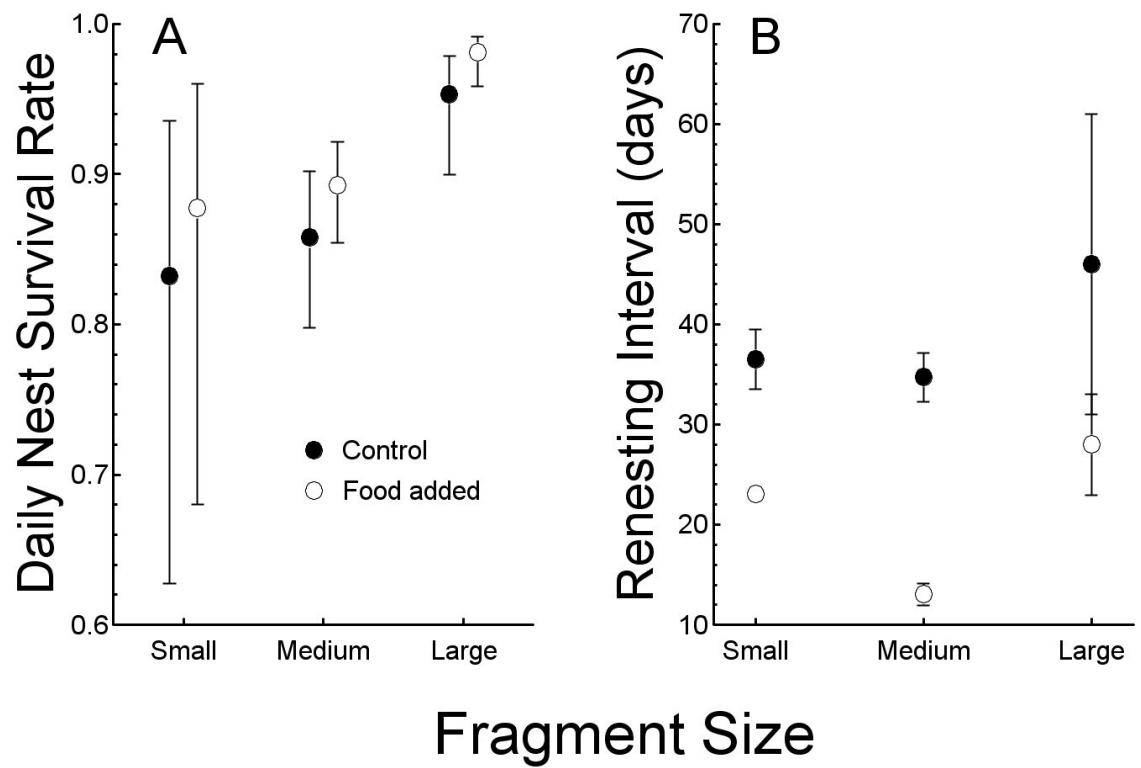 A
Daily Nest Survival Rate
1.0
0.9
0.8
0.7
0.6
Control
Food added
Small Medium Large
B
Renesting Interval (days)
70
60
50
40
30
20
10
Small Medium Large
Fragment Size